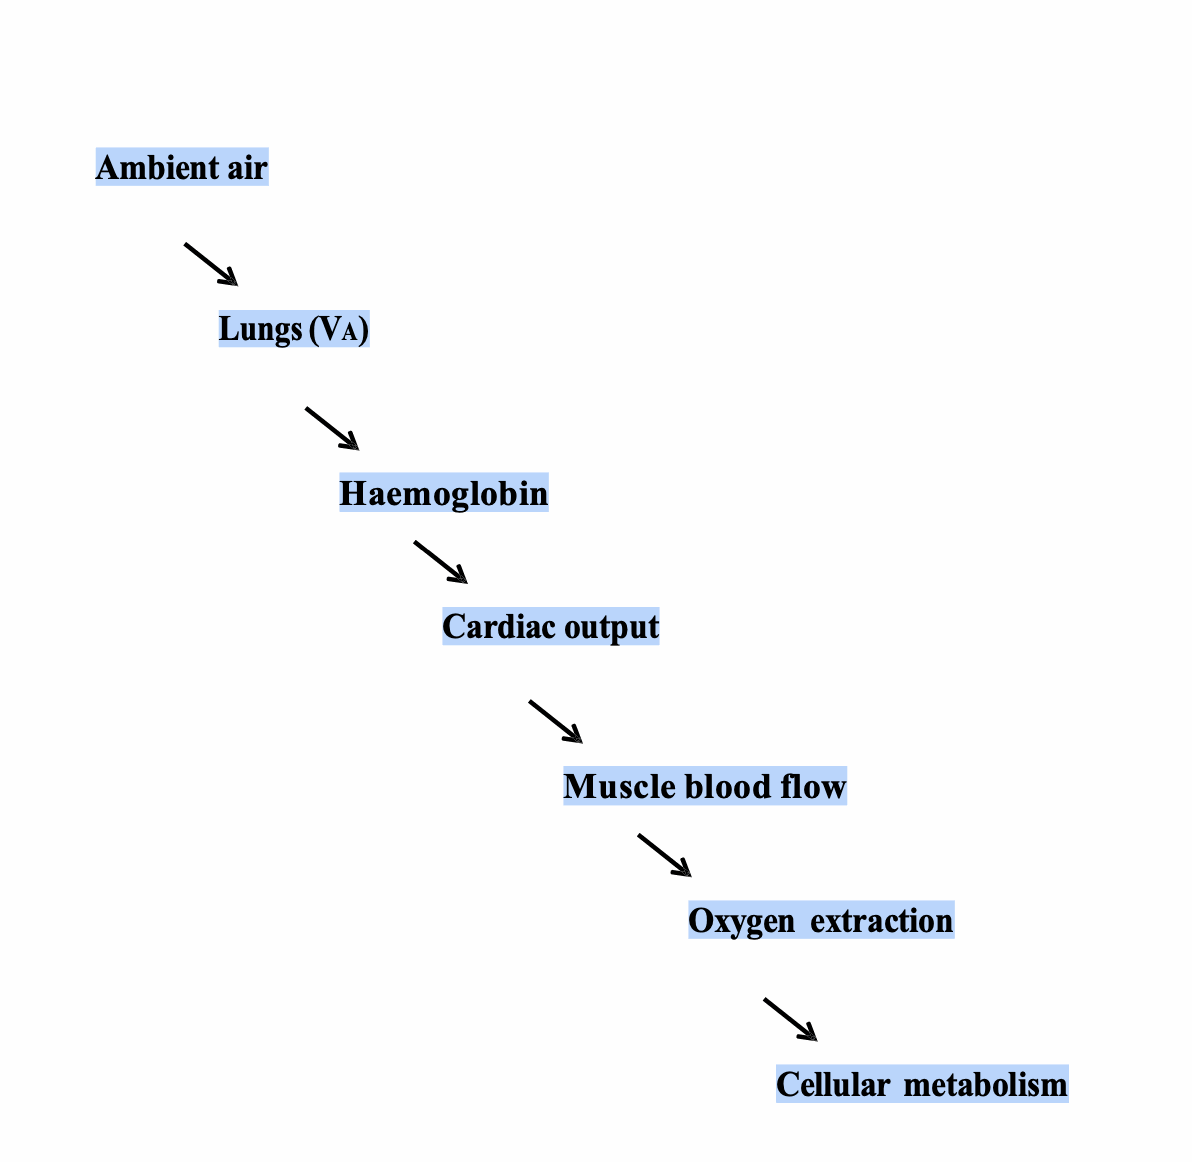 Ambient air
Lungs (VA)
Haemoglobin
Cardiac output
Muscle blood flow
Oxygen extraction
Cellular metabolism